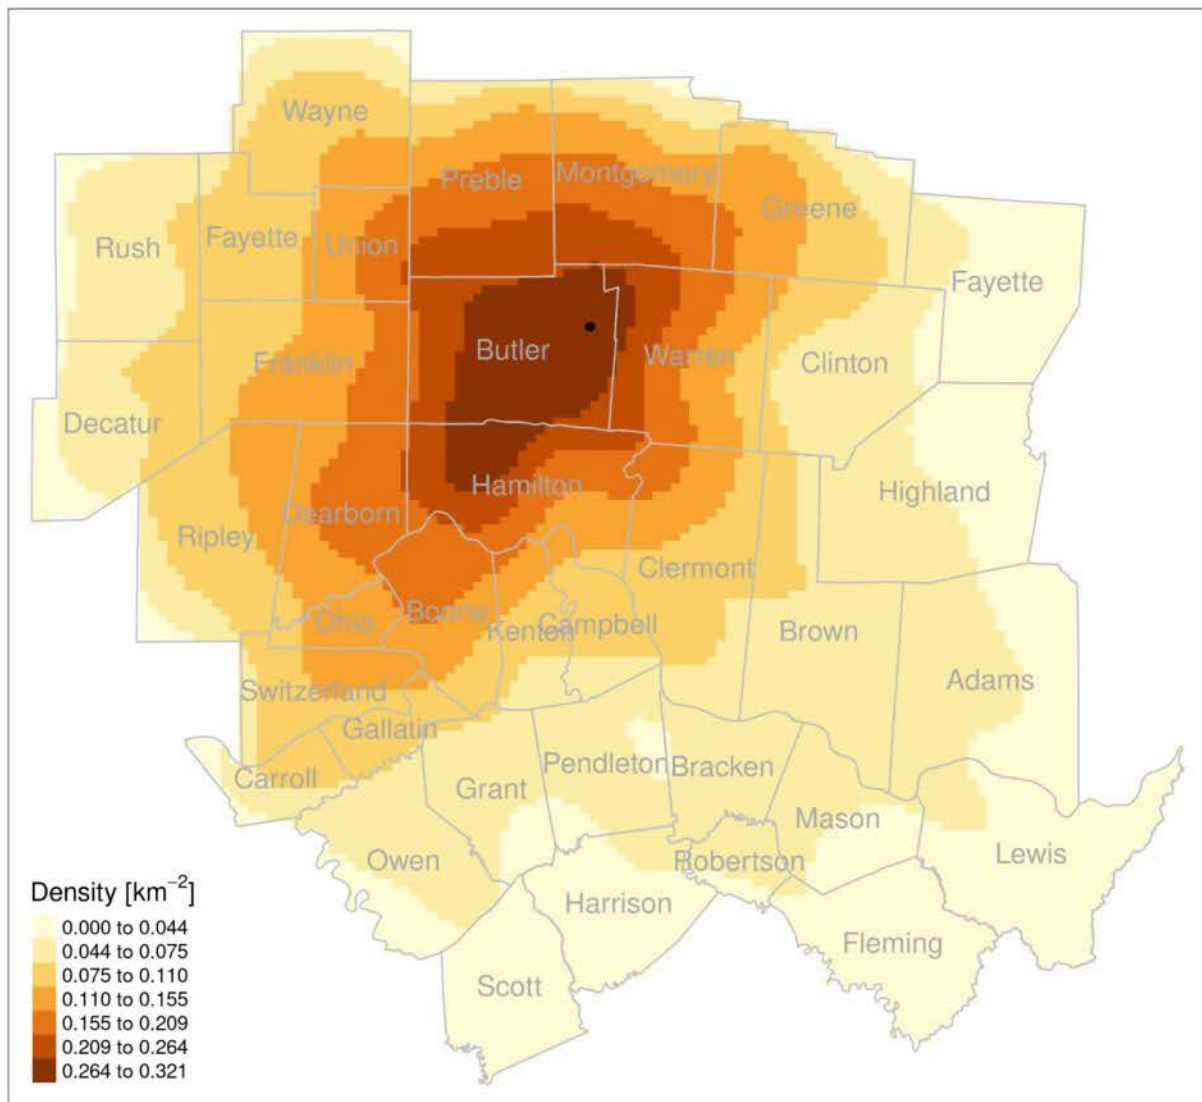 Wayne
Preble
Montgomery
Greene
Rush
Fayette
Union
Fayette
Butler
Warren
Clinton
Franklin
Decatur
Hamilton
Highland
Dearborn
Ripley
Clermont
Ohio
Boone
Kenton
Campbell
Brown
Adams
Switzerland
Gallatin
Carroll
Grant
Pendleton
Bracken
Mason
Owen
Robertson
Lewis
Harrison
Fleming
Scott
Density [km⁻²]
0.000 to 0.044
0.044 to 0.075
0.075 to 0.110
0.110 to 0.155
0.155 to 0.209
0.209 to 0.264
0.264 to 0.321